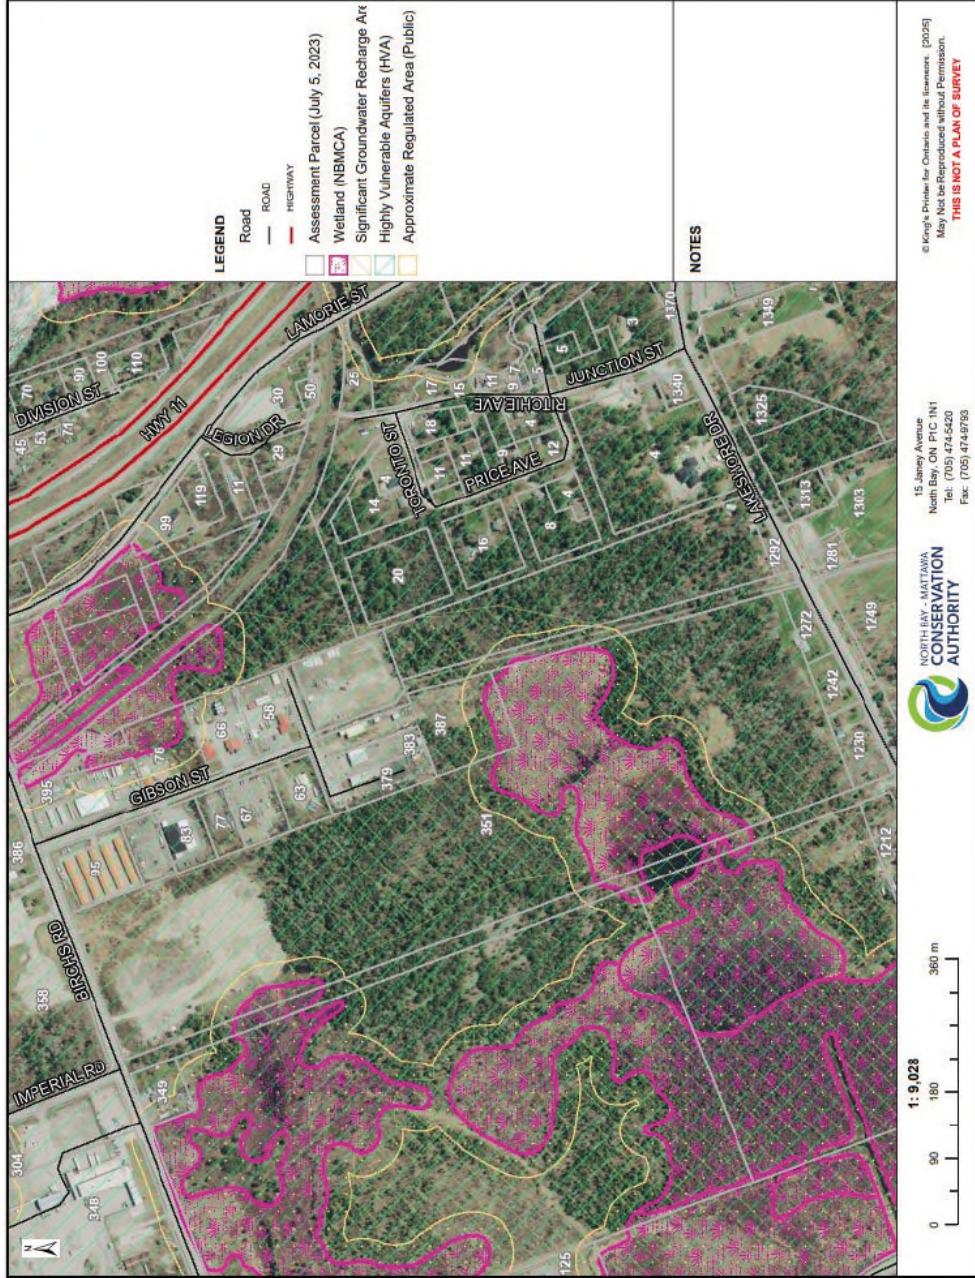 LEGEND
Road
ROAD
HIGHWAY
Assessment Parcel (July 5, 2023)
Wetland (NBMCA)
Significant Groundwater Recharge Are
Highly Vulnerable Aquifers (HVA)
Approximate Regulated Area (Public)
NOTES
N
304
348
IMPERIAL RD
349
358
BIRCHS RD
386
395
95
83
77
67
63
GIBSON ST
76
66
58
379
383
387
351
125
45
53
71
DIVISION ST
70
90
100
110
HWY 11
LEGION DR
LAMORIE ST
99
119
11
29
30
50
25
TORONTO ST
14
4
20
16
8
4
18
11
11
9
4
12
PRICE AVE
RITCHIE AVE
17
15
11
9
7
5
5
3
JUNCTION ST
4
1340
1370
1349
1325
LAKESHORE DR
1313
1303
1292
1281
1272
1249
1242
1230
1212
1: 9,028
0 90 180 360 m
NORTH BAY - MATTAWA
CONSERVATION
AUTHORITY
15 Janey Avenue
North Bay, ON P1C 1N1
Tel: (705) 474-5420
Fax: (705) 474-9793
© King's Printer for Ontario and its licensors. [2025]
May Not be Reproduced without Permission.
THIS IS NOT A PLAN OF SURVEY